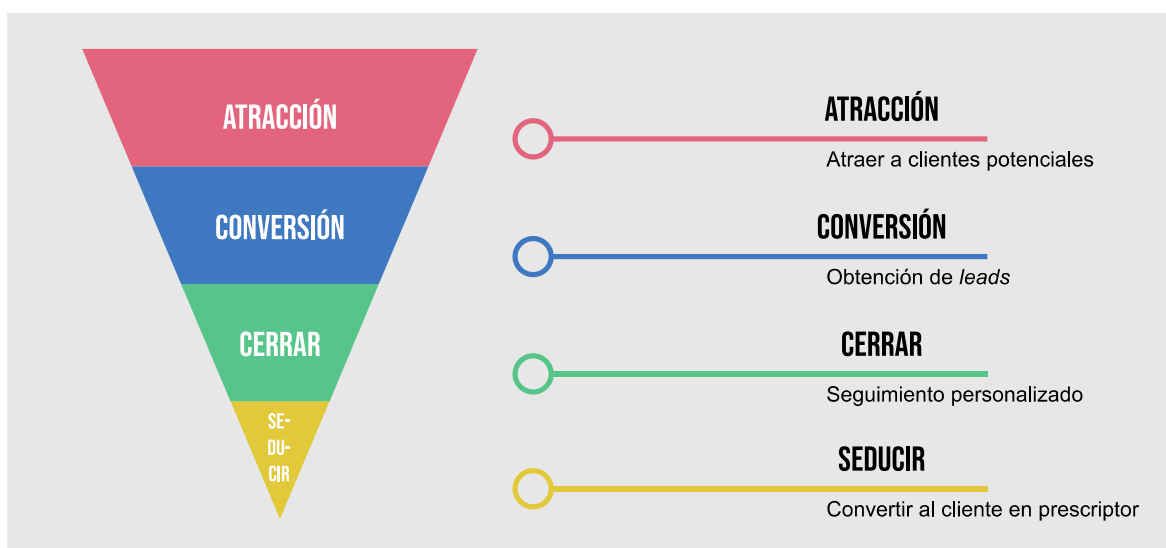 ATRACCIÓN
CONVERSIÓN
CERRAR
SE-
DU-
CIR
ATRACCIÓN
Atraer a clientes potenciales
CONVERSIÓN
Obtención de leads
CERRAR
Seguimiento personalizado
SEDUCIR
Convertir al cliente en prescriptor